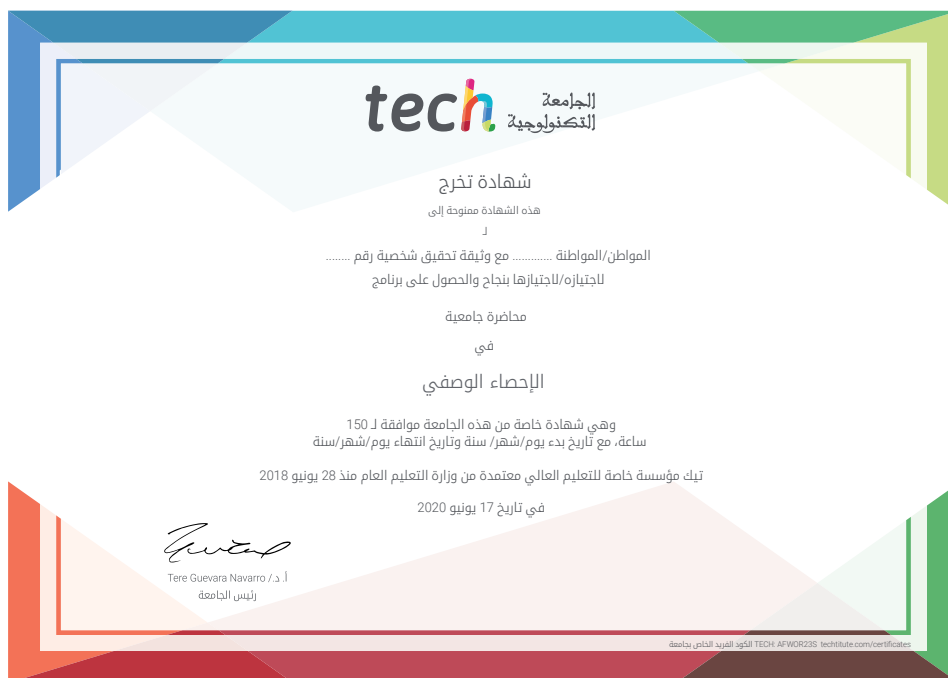 tech الجامعة
التكنولوجية
شهادة تخرج
هذه الشهادة ممنوحة إلى
لـ
المواطن/المواطنة ............ مع وثيقة تحقيق شخصية رقم ........
لاجتيازه/لاجتيازها بنجاح والحصول على برنامج
محاضرة جامعية
في
الإحصاء الوصفي
وهي شهادة خاصة من هذه الجامعة موافقة لـ 150
ساعة، مع تاريخ بدء يوم/شهر/ سنة وتاريخ انتهاء يوم/شهر/سنة
تيك مؤسسة خاصة للتعليم العالي معتمدة من وزارة التعليم العام منذ 28 يونيو 2018
في تاريخ 17 يونيو 2020
أ. د./ Tere Guevara Navarro
رئيس الجامعة
الكود الفريد الخاص بجامعة TECH: AFWOR23S techtitute.com/certificates